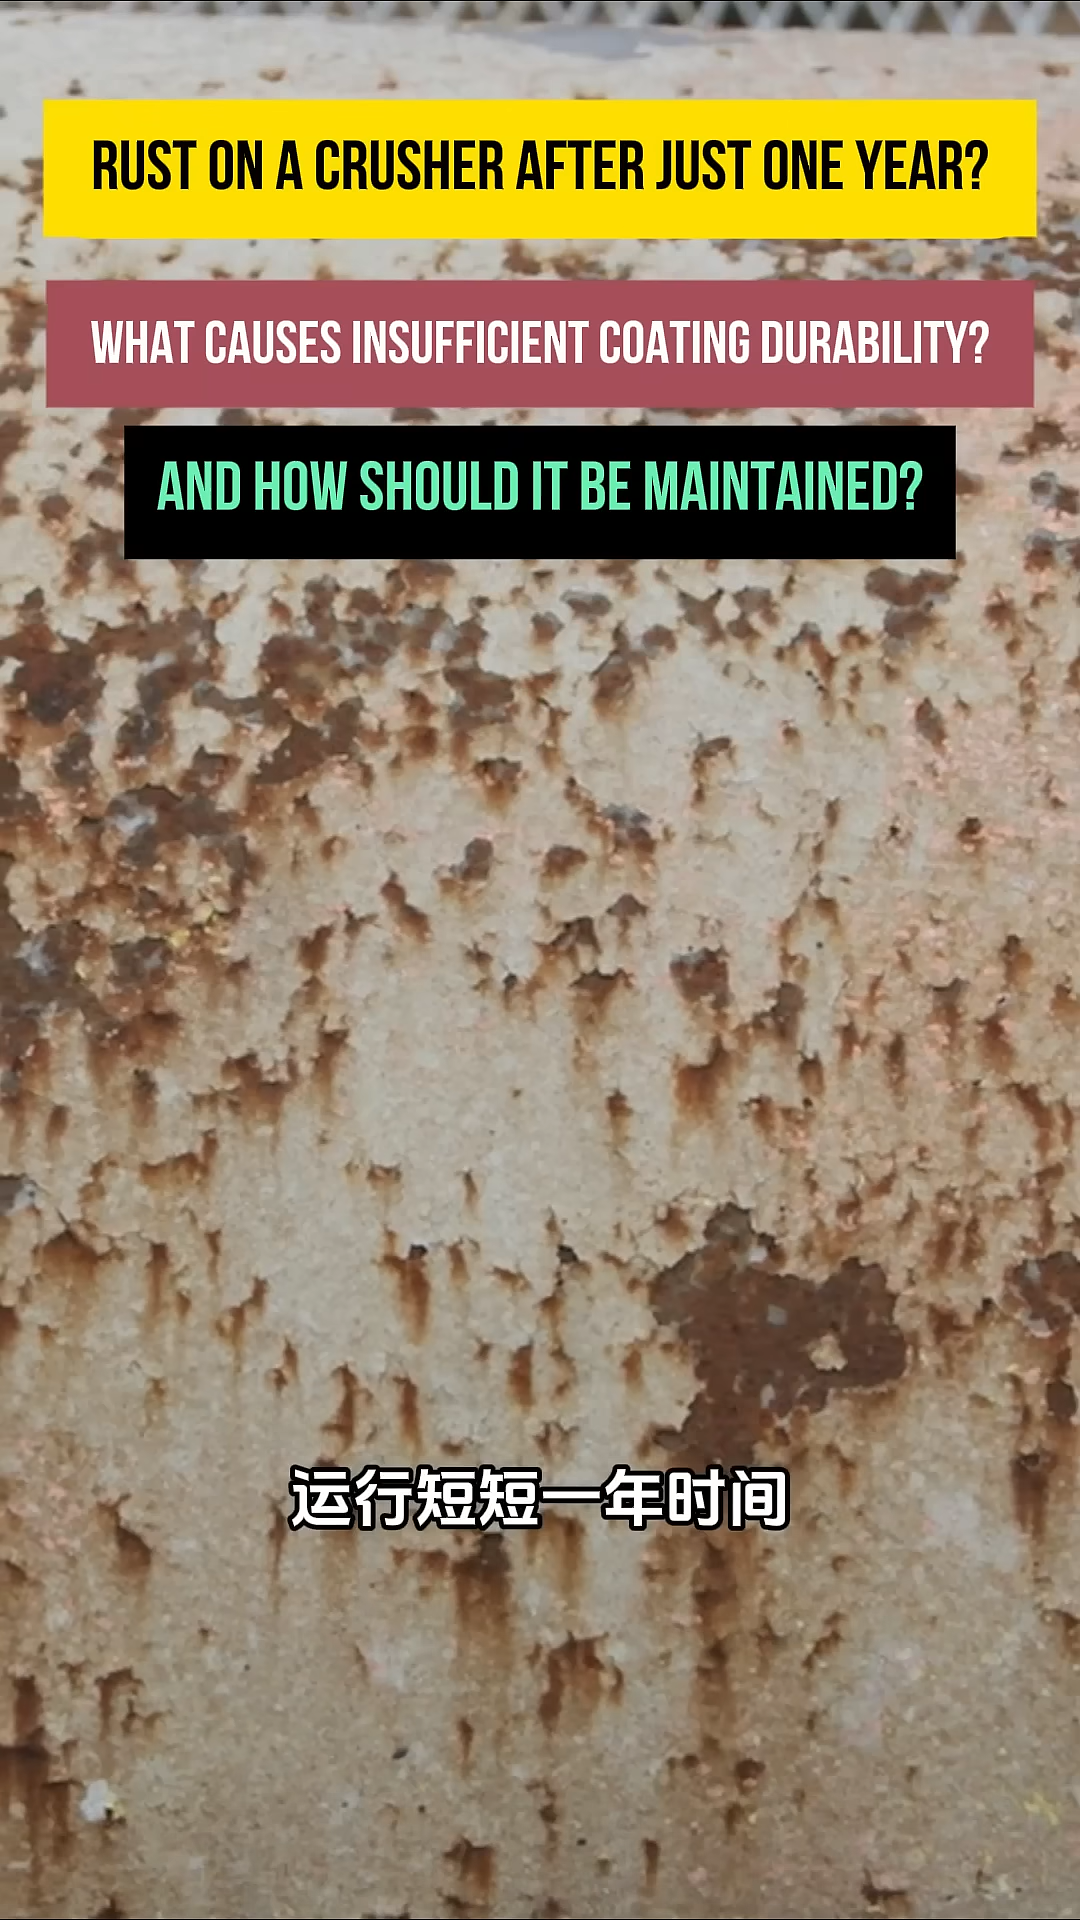 RUST ON A CRUSHER AFTER JUST ONE YEAR?
WHAT CAUSES INSUFFICIENT COATING DURABILITY?
AND HOW SHOULD IT BE MAINTAINED?
运行短短一年时间